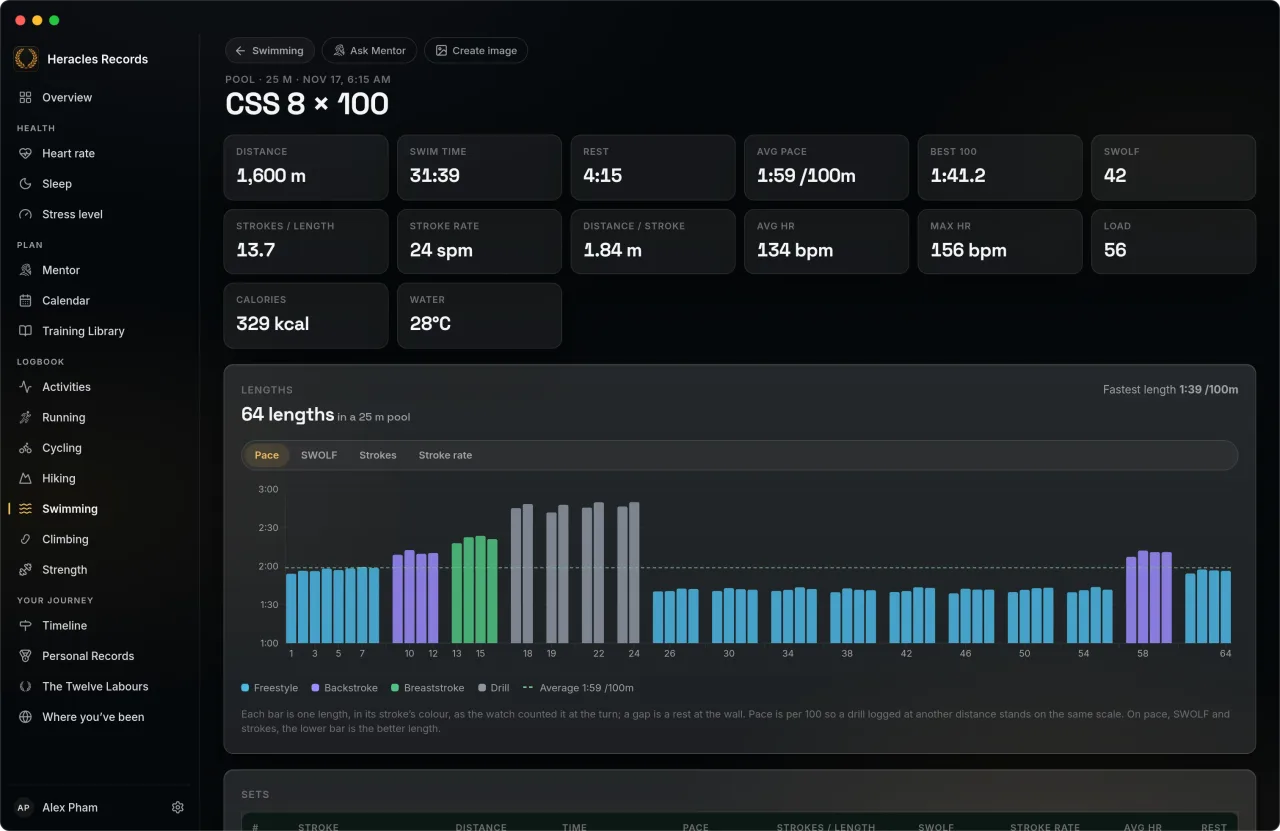 Heracles Records
Overview
HEALTH
Heart rate
Sleep
Stress level
PLAN
Mentor
Calendar
Training Library
LOGBOOK
Activities
Running
Cycling
Hiking
Swimming
Climbing
Strength
YOUR JOURNEY
Timeline
Personal Records
The Twelve Labours
Where you've been
AP Alex Pham
Swimming Ask Mentor Create image
POOL · 25 M · NOV 17, 6:15 AM
CSS 8 × 100
DISTANCE SWIM TIME REST AVG PACE BEST 100 SWOLF
1,600 m 31:39 4:15 1:59 /100m 1:41.2 42
STROKES / LENGTH STROKE RATE DISTANCE / STROKE AVG HR MAX HR LOAD
13.7 24 spm 1.84 m 134 bpm 156 bpm 56
CALORIES WATER
329 kcal 28°C
LENGTHS Fastest length 1:39 /100m
64 lengths in a 25 m pool
Pace SWOLF Strokes Stroke rate
3:00
2:30
2:00
1:30
1:00
1 3 5 7 10 12 13 15 18 19 22 24 26 30 34 38 42 46 50 54 58 64
Freestyle Backstroke Breaststroke Drill Average 1:59 /100m
Each bar is one length, in its stroke's colour, as the watch counted it at the turn; a gap is a rest at the wall. Pace is per 100 so a drill logged at another distance stands on the same scale. On pace, SWOLF and
strokes, the lower bar is the better length.
SETS
# STROKE DISTANCE TIME PACE STROKES / LENGTH SWOLF STROKE RATE AVG HR REST